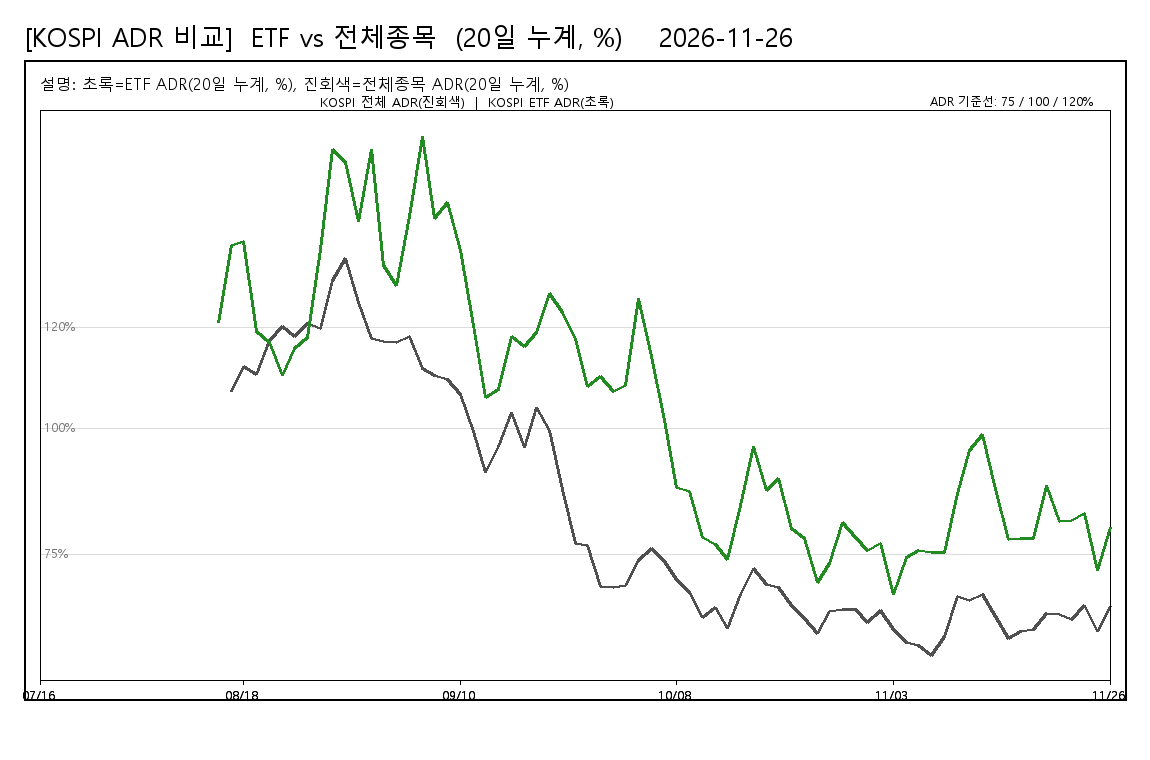 [KOSPI ADR 비교]  ETF vs 전체종목  (20일 누계, %)    2026-11-26
설명: 초록=ETF ADR(20일 누계, %), 진회색=전체종목 ADR(20일 누계, %)
KOSPI 전체 ADR(진회색)  |  KOSPI ETF ADR(초록)
ADR 기준선: 75 / 100 / 120%
120%
100%
75%
07/16 08/18 09/10 10/08 11/03 11/26